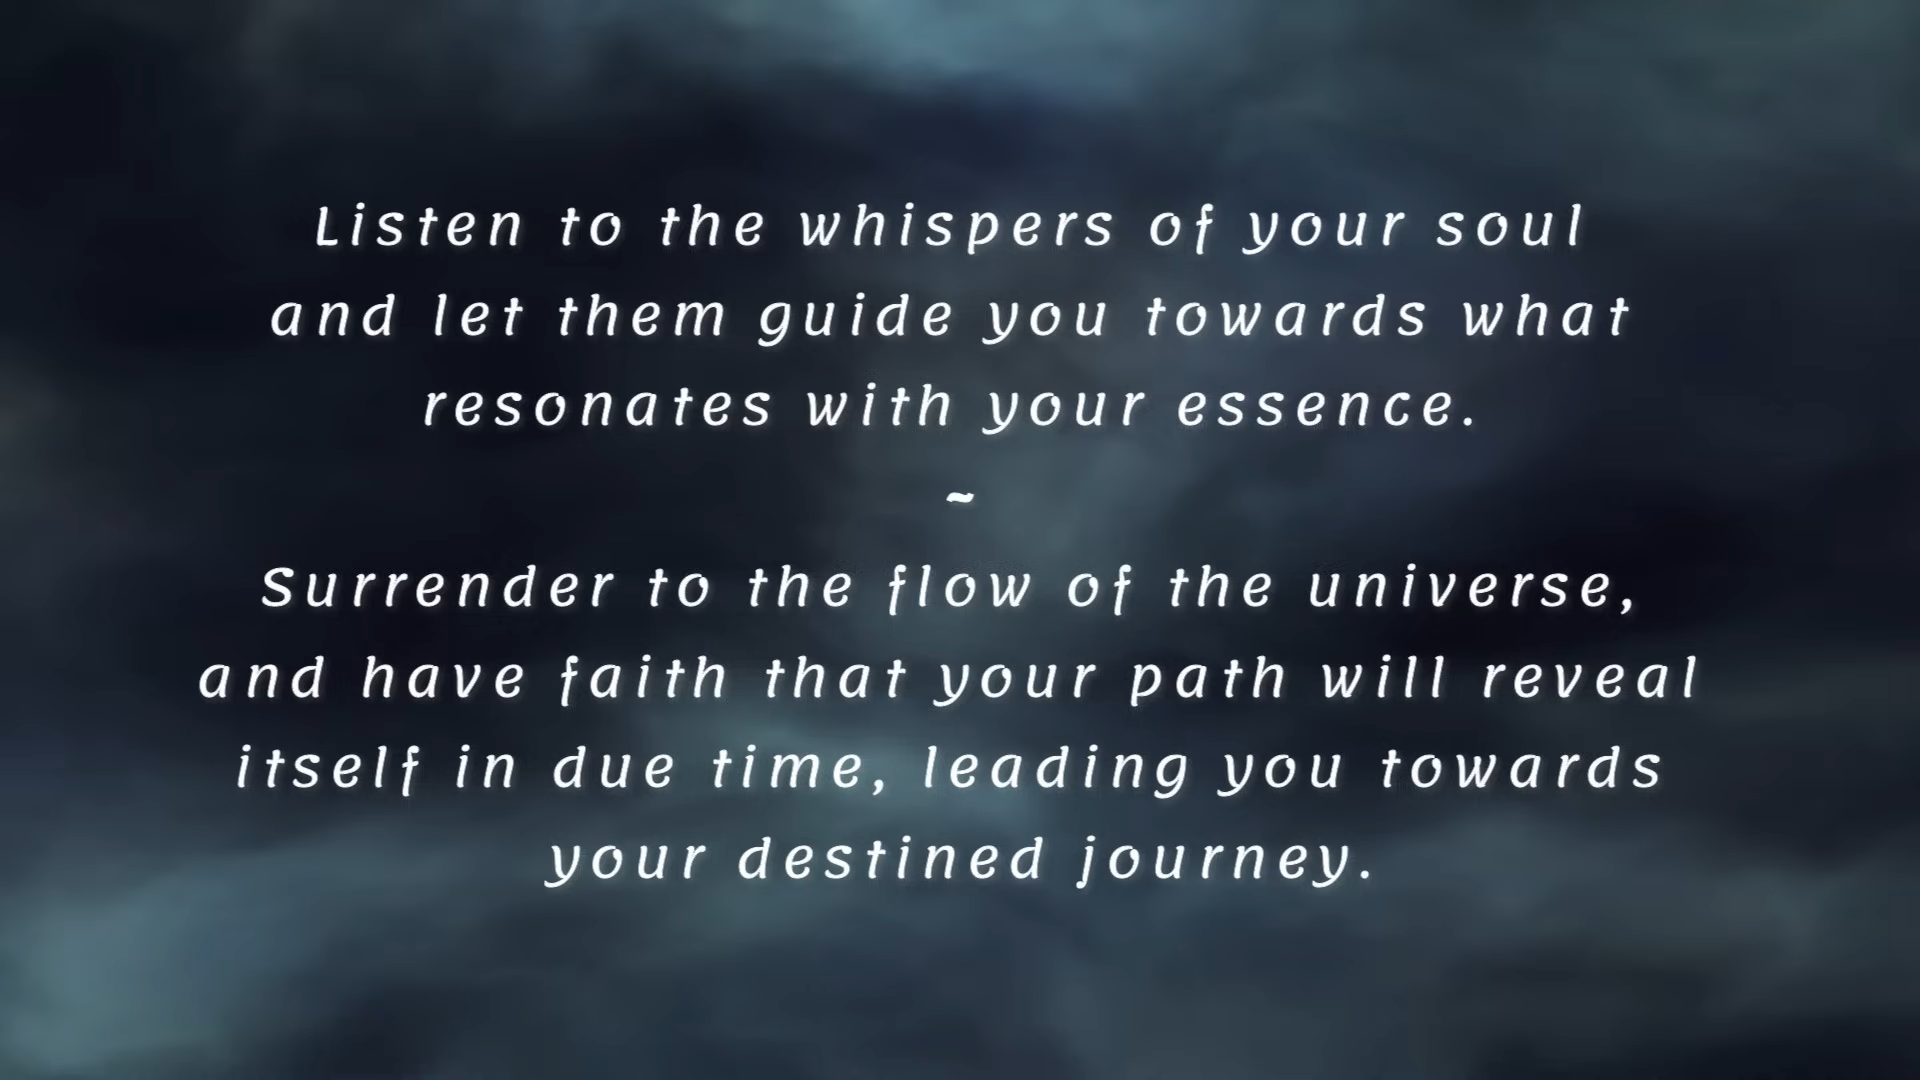 Listen to the whispers of your soul
and let them guide you towards what
resonates with your essence.
~
Surrender to the flow of the universe,
and have faith that your path will reveal
itself in due time, leading you towards
your destined journey.